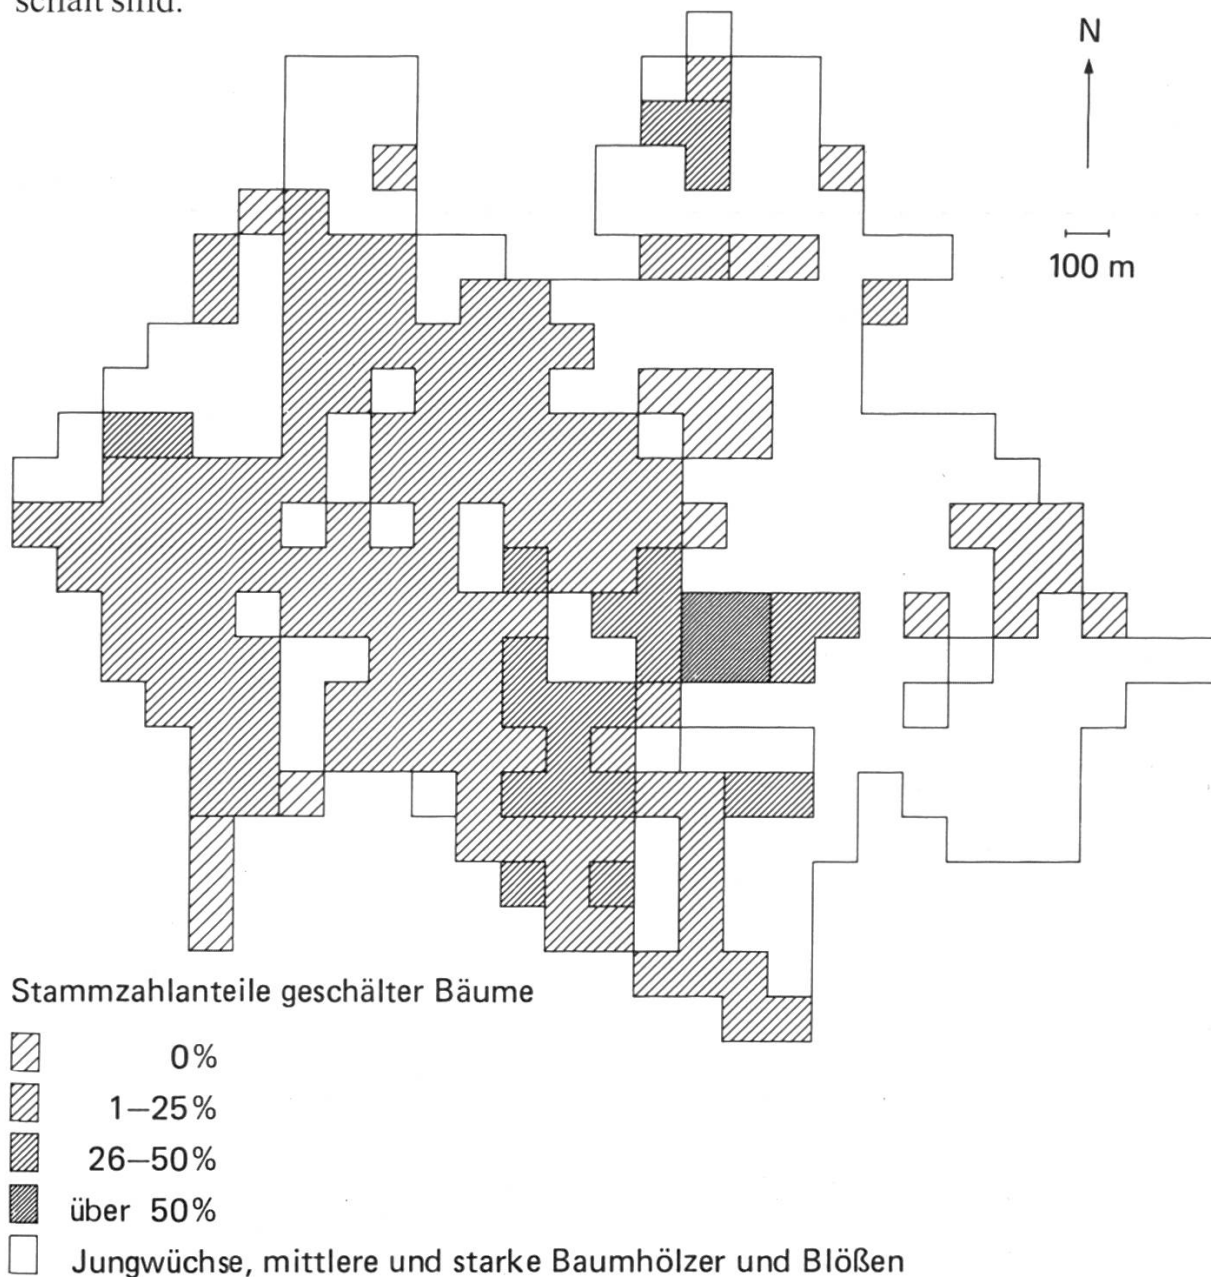 sind.
N
100 m
Stammzahlanteile geschälter Bäume
0%
1—25%
26—50%
über 50%
Jungwüchse, mittlere und starke Baumhölzer und Blößen